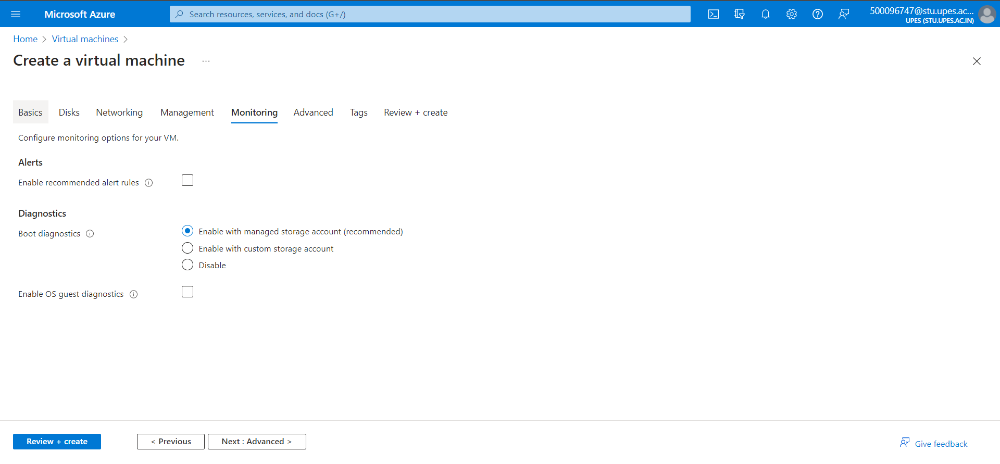 Microsoft Azure
Search resources, services, and docs (G+/)
500096747@stu.upes.ac...
UPES (STU.UPES.AC.IN)
Home > Virtual machines >
Create a virtual machine ...
Basics Disks Networking Management Monitoring Advanced Tags Review + create
Configure monitoring options for your VM.
Alerts
Enable recommended alert rules
Diagnostics
Boot diagnostics
Enable with managed storage account (recommended)
Enable with custom storage account
Disable
Enable OS guest diagnostics
Review + create
< Previous
Next : Advanced >
Give feedback